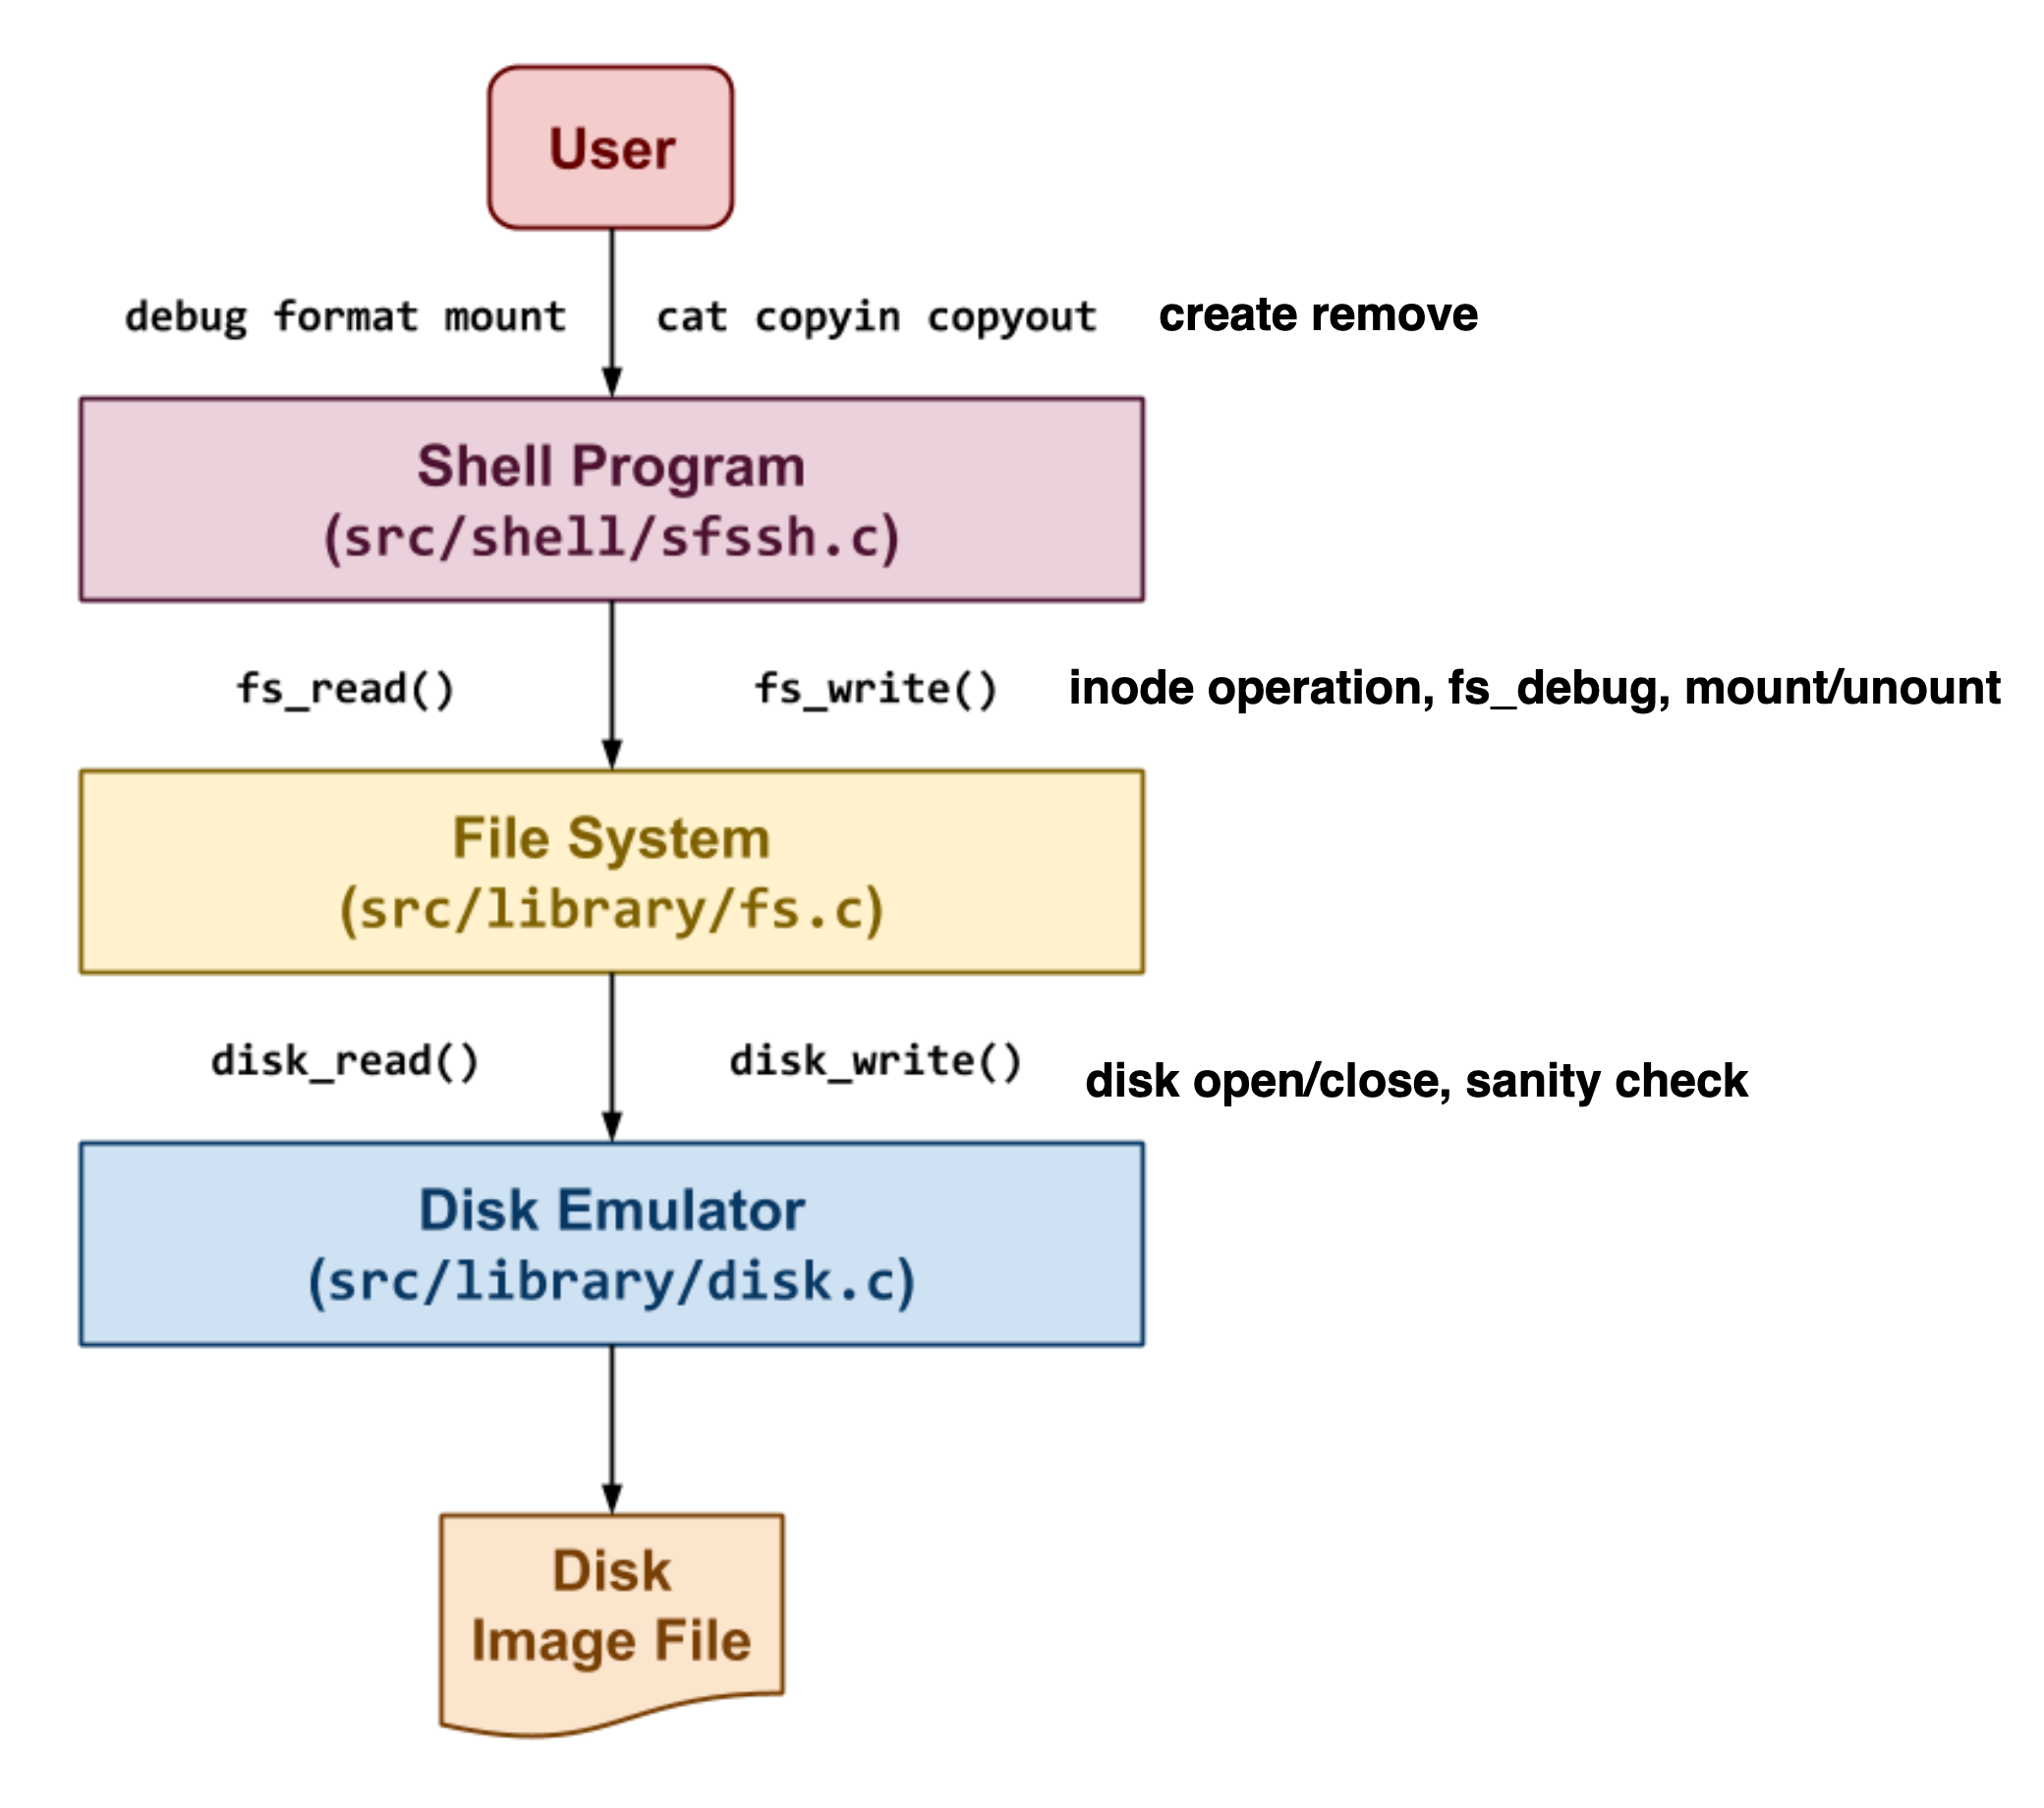 User
debug format mount cat copyin copyout create remove
Shell Program
(src/shell/sfssh.c)
fs_read() fs_write() inode operation, fs_debug, mount/unount
File System
(src/library/fs.c)
disk_read() disk_write() disk open/close, sanity check
Disk Emulator
(src/library/disk.c)
Disk
Image File